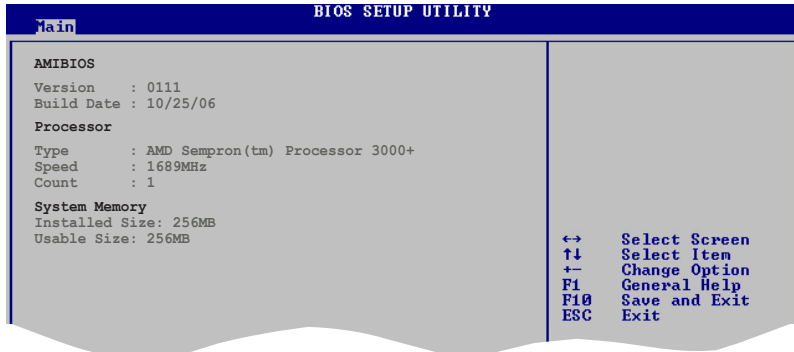 BIOS SETUP UTILITY
Main
AMIBIOS
Version : 0111
Build Date : 10/25/06
Processor
Type : AMD Sempron(tm) Processor 3000+
Speed : 1689MHz
Count : 1
System Memory
Installed Size: 256MB
Usable Size: 256MB
←→ Select Screen
↑↓ Select Item
+- Change Option
F1 General Help
F10 Save and Exit
ESC Exit